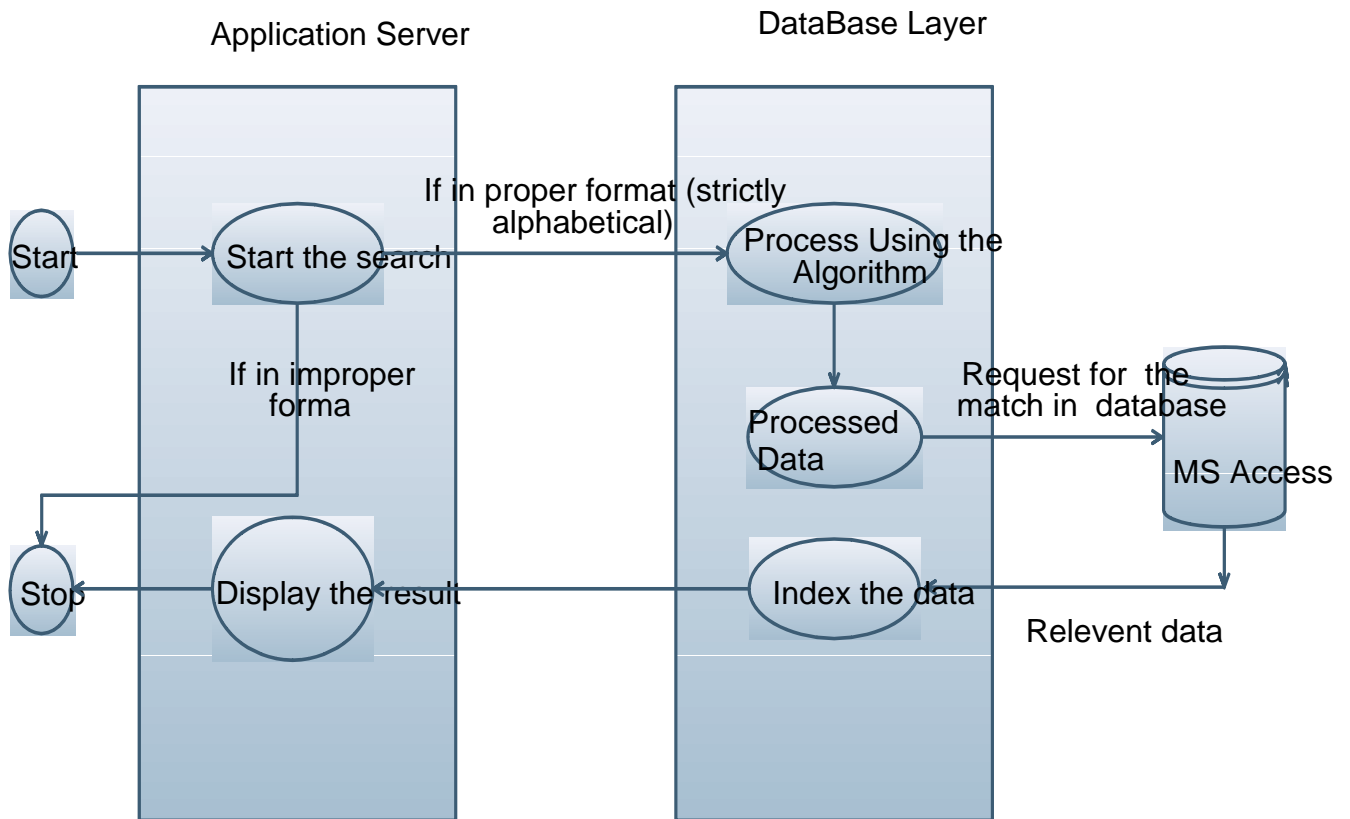 Application Server
DataBase Layer
If in proper format (strictly
alphabetical)
Start
Start the search
Process Using the
Algorithm
If in improper
forma
Request for the
match in database
Processed
Data
MS Access
Stop
Display the result
Index the data
Relevent data